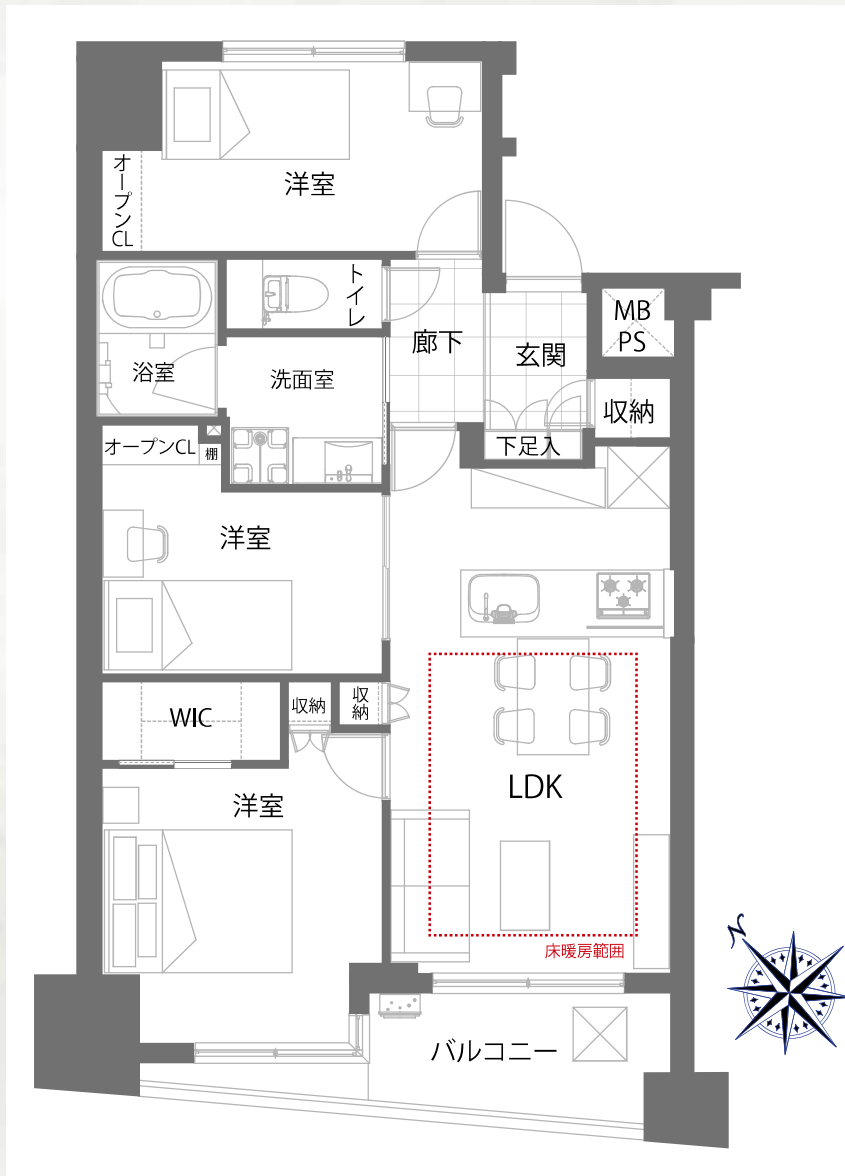 オープンCL
洋室
トイレ
MB
PS
廊下
玄関
浴室
洗面室
収納
下足入
オープンCL
棚
洋室
WIC
収納
収納
洋室
LDK
床暖房範囲
N
バルコニー